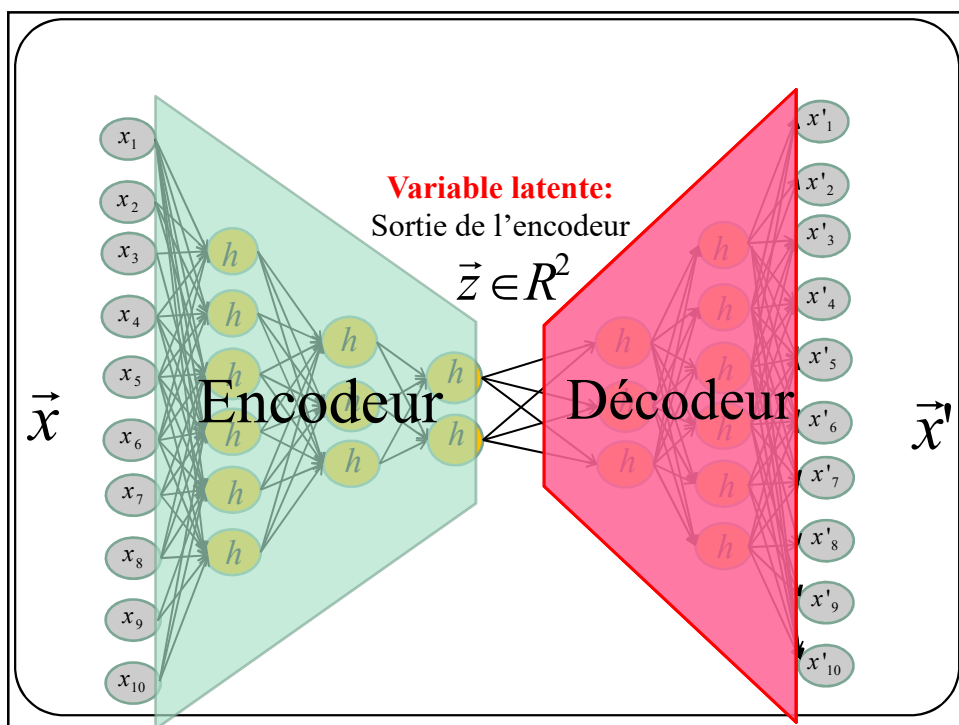 x₁
x₂
x₃
x₄
x₅
x₆
x₇
x₈
x₉
x₁₀
x⃗
h
h
h
h
h
h
h
h
h
h
h
Encodeur
Variable latente:
Sortie de l'encodeur
z⃗ ∈ R²
h
h
h
h
h
h
h
h
h
Décodeur
x'₁
x'₂
x'₃
x'₄
x'₅
x'₆
x'₇
x'₈
x'₉
x'₁₀
x⃗'